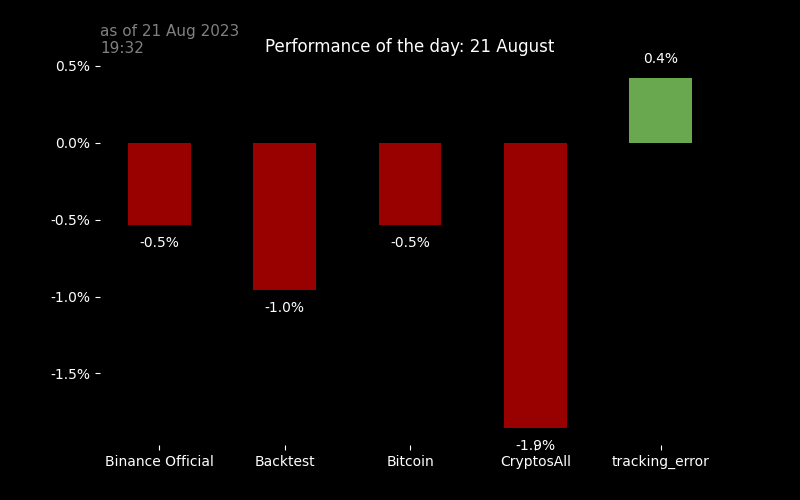 as of 21 Aug 2023
19:32
Performance of the day: 21 August
0.5%
0.0%
-0.5%
-1.0%
-1.5%
-0.5%
-1.0%
-0.5%
-1.9%
0.4%
Binance Official
Backtest
Bitcoin
CryptosAll
tracking_error